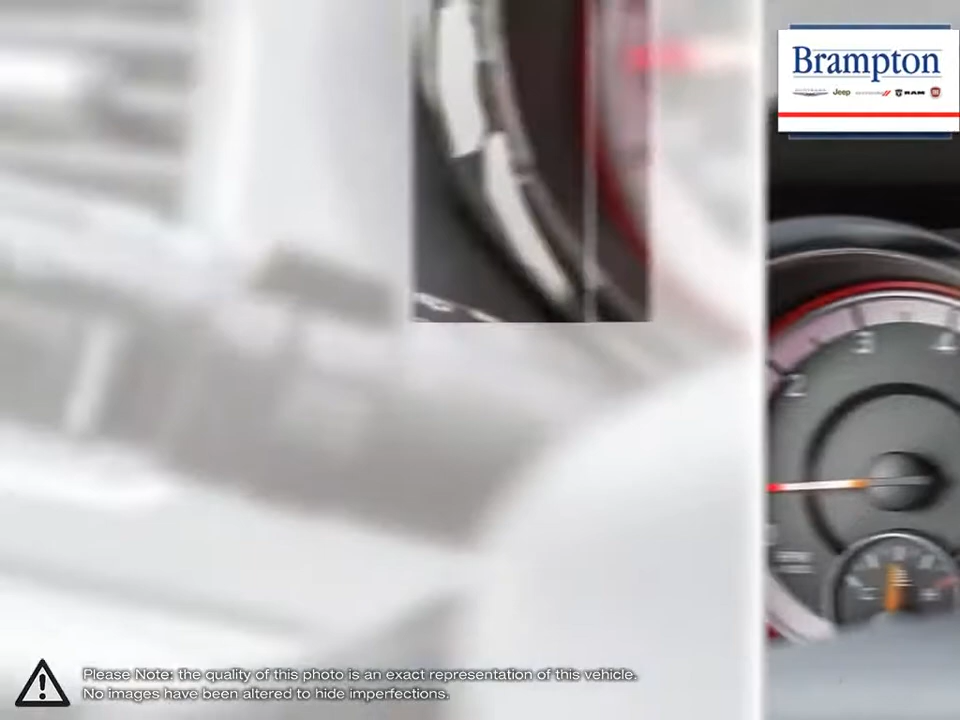 Brampton
Jeep RAM
3 4
2
Please Note: the quality of this photo is an exact representation of this vehicle.
No images have been altered to hide imperfections.